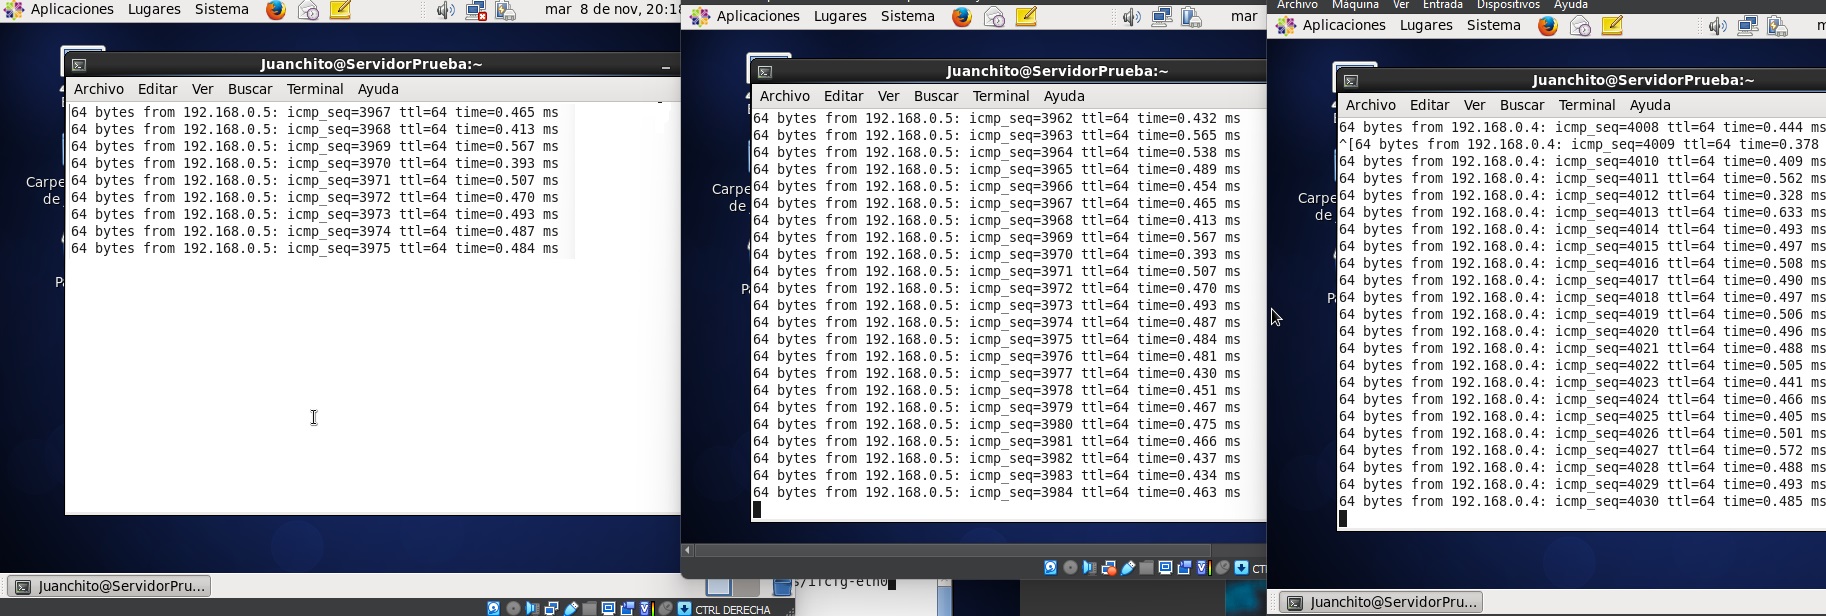 Aplicaciones Lugares Sistema mar 8 de nov, 20:18
Juanchito@ServidorPrueba:~
Archivo Editar Ver Buscar Terminal Ayuda
64 bytes from 192.168.0.5: icmp_seq=3967 ttl=64 time=0.465 ms
64 bytes from 192.168.0.5: icmp_seq=3968 ttl=64 time=0.413 ms
64 bytes from 192.168.0.5: icmp_seq=3969 ttl=64 time=0.567 ms
64 bytes from 192.168.0.5: icmp_seq=3970 ttl=64 time=0.393 ms
64 bytes from 192.168.0.5: icmp_seq=3971 ttl=64 time=0.507 ms
64 bytes from 192.168.0.5: icmp_seq=3972 ttl=64 time=0.470 ms
64 bytes from 192.168.0.5: icmp_seq=3973 ttl=64 time=0.493 ms
64 bytes from 192.168.0.5: icmp_seq=3974 ttl=64 time=0.487 ms
64 bytes from 192.168.0.5: icmp_seq=3975 ttl=64 time=0.484 ms
Carpe
de
Juanchito@ServidorPru...
CTRL DERECHA
Aplicaciones Lugares Sistema mar
Juanchito@ServidorPrueba:~
Archivo Editar Ver Buscar Terminal Ayuda
64 bytes from 192.168.0.5: icmp_seq=3962 ttl=64 time=0.432 ms
64 bytes from 192.168.0.5: icmp_seq=3963 ttl=64 time=0.565 ms
64 bytes from 192.168.0.5: icmp_seq=3964 ttl=64 time=0.538 ms
64 bytes from 192.168.0.5: icmp_seq=3965 ttl=64 time=0.489 ms
64 bytes from 192.168.0.5: icmp_seq=3966 ttl=64 time=0.454 ms
64 bytes from 192.168.0.5: icmp_seq=3967 ttl=64 time=0.465 ms
64 bytes from 192.168.0.5: icmp_seq=3968 ttl=64 time=0.413 ms
64 bytes from 192.168.0.5: icmp_seq=3969 ttl=64 time=0.567 ms
64 bytes from 192.168.0.5: icmp_seq=3970 ttl=64 time=0.393 ms
64 bytes from 192.168.0.5: icmp_seq=3971 ttl=64 time=0.507 ms
64 bytes from 192.168.0.5: icmp_seq=3972 ttl=64 time=0.470 ms
64 bytes from 192.168.0.5: icmp_seq=3973 ttl=64 time=0.493 ms
64 bytes from 192.168.0.5: icmp_seq=3974 ttl=64 time=0.487 ms
64 bytes from 192.168.0.5: icmp_seq=3975 ttl=64 time=0.484 ms
64 bytes from 192.168.0.5: icmp_seq=3976 ttl=64 time=0.481 ms
64 bytes from 192.168.0.5: icmp_seq=3977 ttl=64 time=0.430 ms
64 bytes from 192.168.0.5: icmp_seq=3978 ttl=64 time=0.451 ms
64 bytes from 192.168.0.5: icmp_seq=3979 ttl=64 time=0.467 ms
64 bytes from 192.168.0.5: icmp_seq=3980 ttl=64 time=0.475 ms
64 bytes from 192.168.0.5: icmp_seq=3981 ttl=64 time=0.466 ms
64 bytes from 192.168.0.5: icmp_seq=3982 ttl=64 time=0.437 ms
64 bytes from 192.168.0.5: icmp_seq=3983 ttl=64 time=0.434 ms
64 bytes from 192.168.0.5: icmp_seq=3984 ttl=64 time=0.463 ms
Carpe
de
Archivo Máquina Ver Entrada Dispositivos Ayuda
Aplicaciones Lugares Sistema
Juanchito@ServidorPrueba:~
Archivo Editar Ver Buscar Terminal Ayuda
64 bytes from 192.168.0.4: icmp_seq=4008 ttl=64 time=0.444 ms
^[64 bytes from 192.168.0.4: icmp_seq=4009 ttl=64 time=0.378
64 bytes from 192.168.0.4: icmp_seq=4010 ttl=64 time=0.409 ms
64 bytes from 192.168.0.4: icmp_seq=4011 ttl=64 time=0.562 ms
64 bytes from 192.168.0.4: icmp_seq=4012 ttl=64 time=0.328 ms
64 bytes from 192.168.0.4: icmp_seq=4013 ttl=64 time=0.633 ms
64 bytes from 192.168.0.4: icmp_seq=4014 ttl=64 time=0.493 ms
64 bytes from 192.168.0.4: icmp_seq=4015 ttl=64 time=0.497 ms
64 bytes from 192.168.0.4: icmp_seq=4016 ttl=64 time=0.508 ms
64 bytes from 192.168.0.4: icmp_seq=4017 ttl=64 time=0.490 ms
64 bytes from 192.168.0.4: icmp_seq=4018 ttl=64 time=0.497 ms
64 bytes from 192.168.0.4: icmp_seq=4019 ttl=64 time=0.506 ms
64 bytes from 192.168.0.4: icmp_seq=4020 ttl=64 time=0.496 ms
64 bytes from 192.168.0.4: icmp_seq=4021 ttl=64 time=0.488 ms
64 bytes from 192.168.0.4: icmp_seq=4022 ttl=64 time=0.505 ms
64 bytes from 192.168.0.4: icmp_seq=4023 ttl=64 time=0.441 ms
64 bytes from 192.168.0.4: icmp_seq=4024 ttl=64 time=0.466 ms
64 bytes from 192.168.0.4: icmp_seq=4025 ttl=64 time=0.405 ms
64 bytes from 192.168.0.4: icmp_seq=4026 ttl=64 time=0.501 ms
64 bytes from 192.168.0.4: icmp_seq=4027 ttl=64 time=0.572 ms
64 bytes from 192.168.0.4: icmp_seq=4028 ttl=64 time=0.488 ms
64 bytes from 192.168.0.4: icmp_seq=4029 ttl=64 time=0.493 ms
64 bytes from 192.168.0.4: icmp_seq=4030 ttl=64 time=0.485 ms
Carpe
de
Juanchito@ServidorPru...